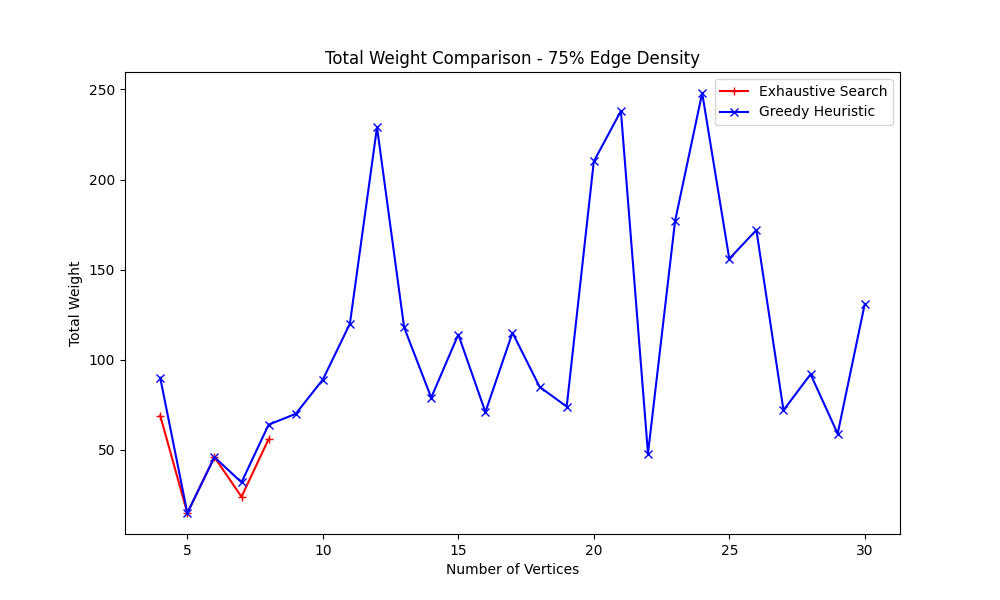 Total Weight Comparison - 75% Edge Density
Exhaustive Search
Greedy Heuristic
250
200
150
100
50
Total Weight
5 10 15 20 25 30
Number of Vertices